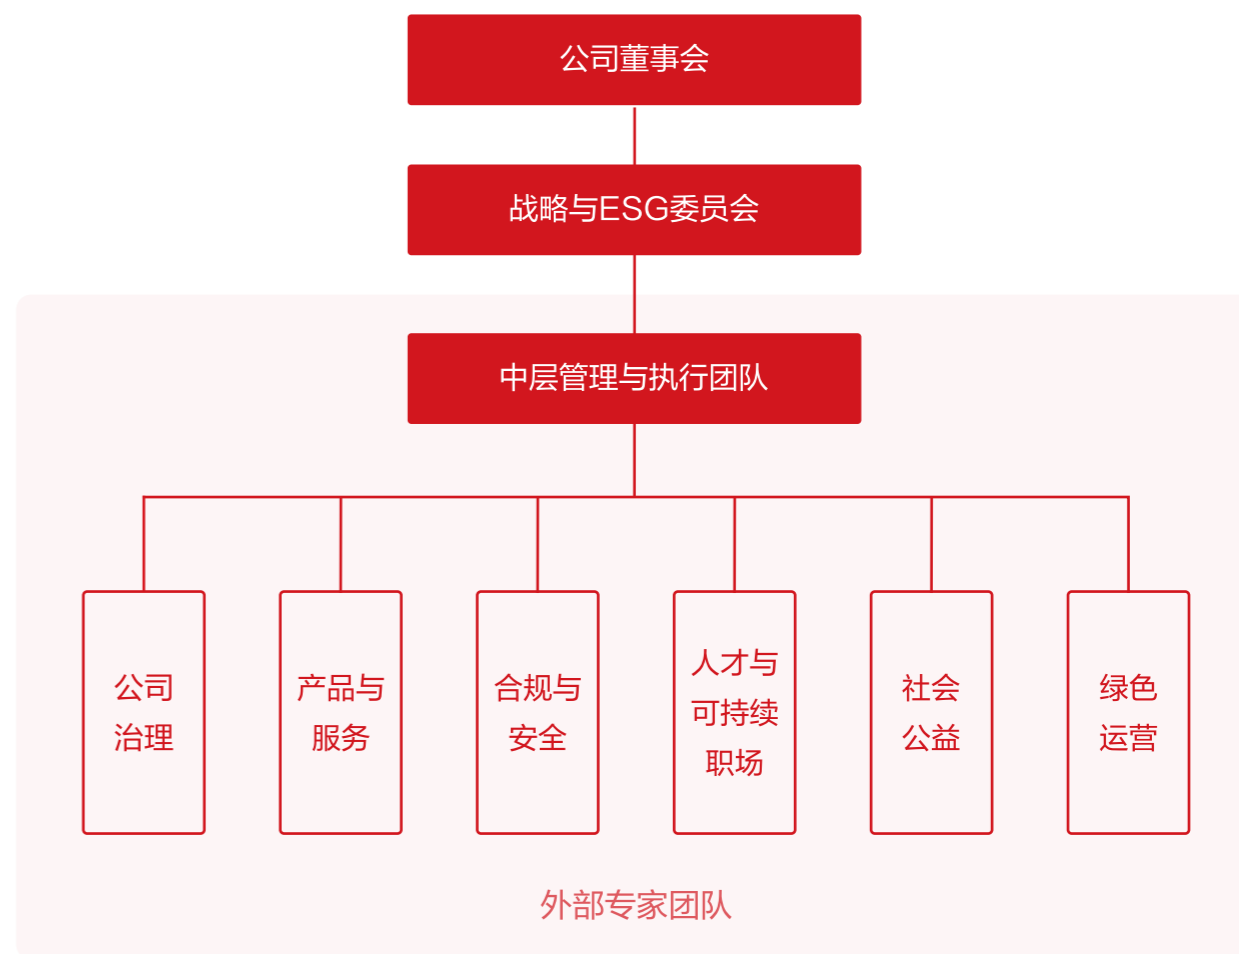 公司董事会
战略与ESG委员会
中层管理与执行团队
公司
治理
产品与
服务
合规与
安全
人才与
可持续
职场
社会
公益
绿色
运营
外部专家团队